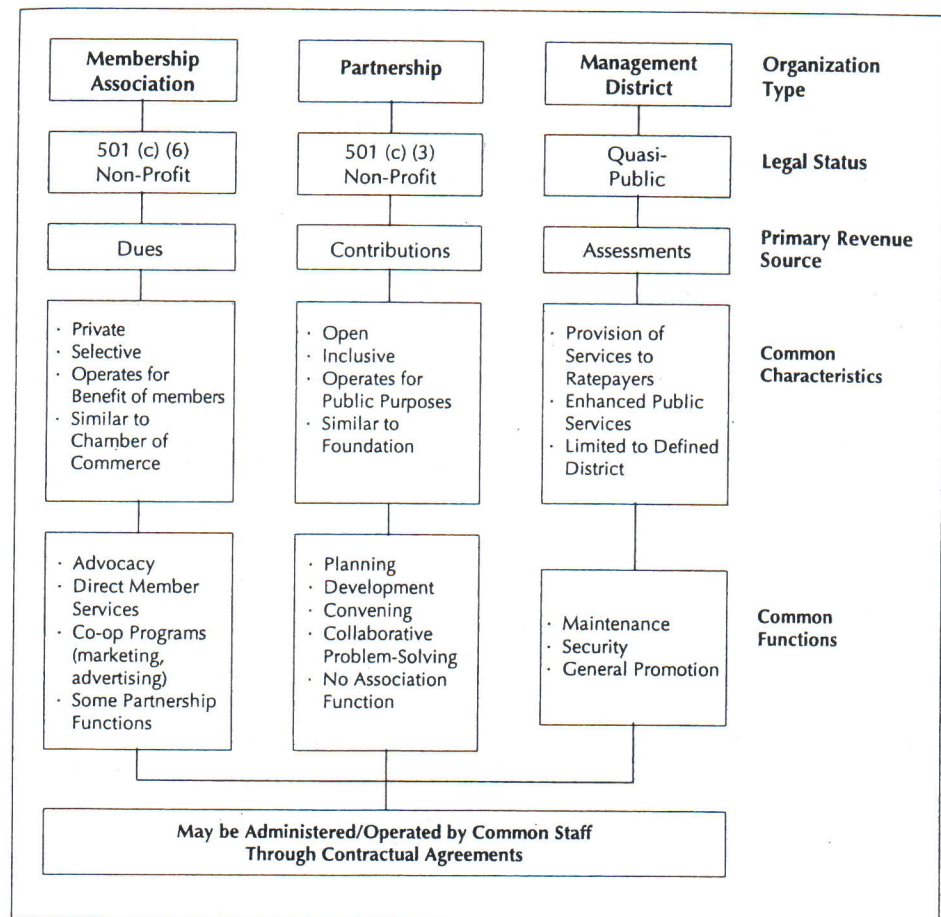 Membership
Association
Partnership
Management
District
Organization
Type
501 (c) (6)
Non-Profit
501 (c) (3)
Non-Profit
Quasi-
Public
Legal Status
Dues
Contributions
Assessments
Primary Revenue
Source
· Private
· Selective
· Operates for
Benefit of members
· Similar to
Chamber of
Commerce
· Open
· Inclusive
· Operates for
Public Purposes
· Similar to
Foundation
· Provision of
Services to
Ratepayers
· Enhanced Public
Services
· Limited to Defined
District
Common
Characteristics
· Advocacy
· Direct Member
Services
· Co-op Programs
(marketing,
advertising)
· Some Partnership
Functions
· Planning
· Development
· Convening
· Collaborative
Problem-Solving
· No Association
Function
· Maintenance
· Security
· General Promotion
Common
Functions
May be Administered/Operated by Common Staff
Through Contractual Agreements